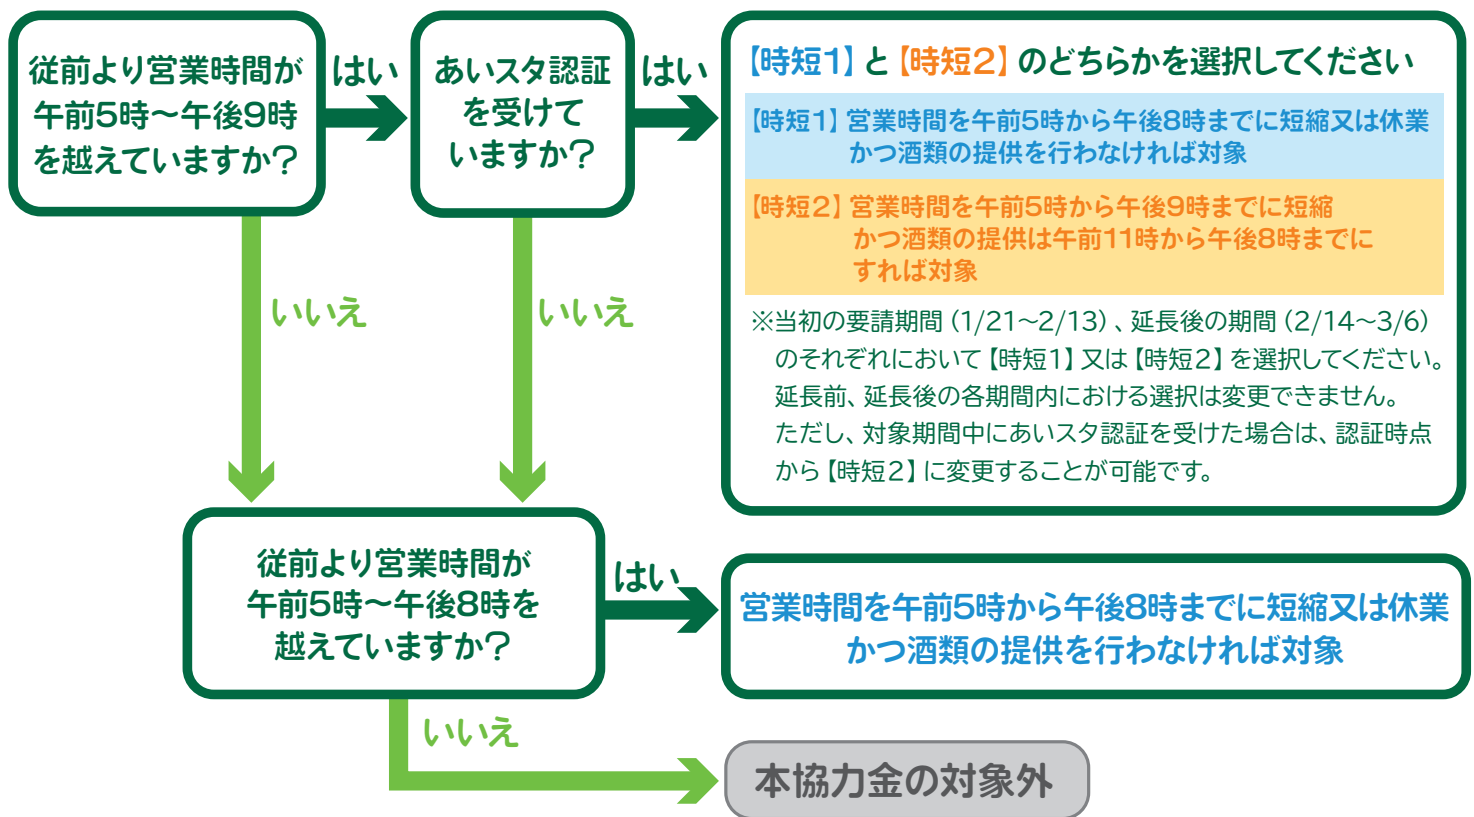 従前より営業時間が
午前5時～午後9時
を越えていますか?
はい
あいスタ認証
を受けて
いますか?
はい
【時短1】と【時短2】のどちらかを選択してください
【時短1】営業時間を午前5時から午後8時までに短縮又は休業
かつ酒類の提供を行わなければ対象
【時短2】営業時間を午前5時から午後9時までに短縮
かつ酒類の提供は午前11時から午後8時までに
すれば対象
※当初の要請期間（1/21～2/13）、延長後の期間（2/14～3/6）
のそれぞれにおいて【時短1】又は【時短2】を選択してください。
延長前、延長後の各期間内における選択は変更できません。
ただし、対象期間中にあいスタ認証を受けた場合は、認証時点
から【時短2】に変更することが可能です。
いいえ
いいえ
従前より営業時間が
午前5時～午後8時を
越えていますか?
はい
営業時間を午前5時から午後8時までに短縮又は休業
かつ酒類の提供を行わなければ対象
いいえ
本協力金の対象外